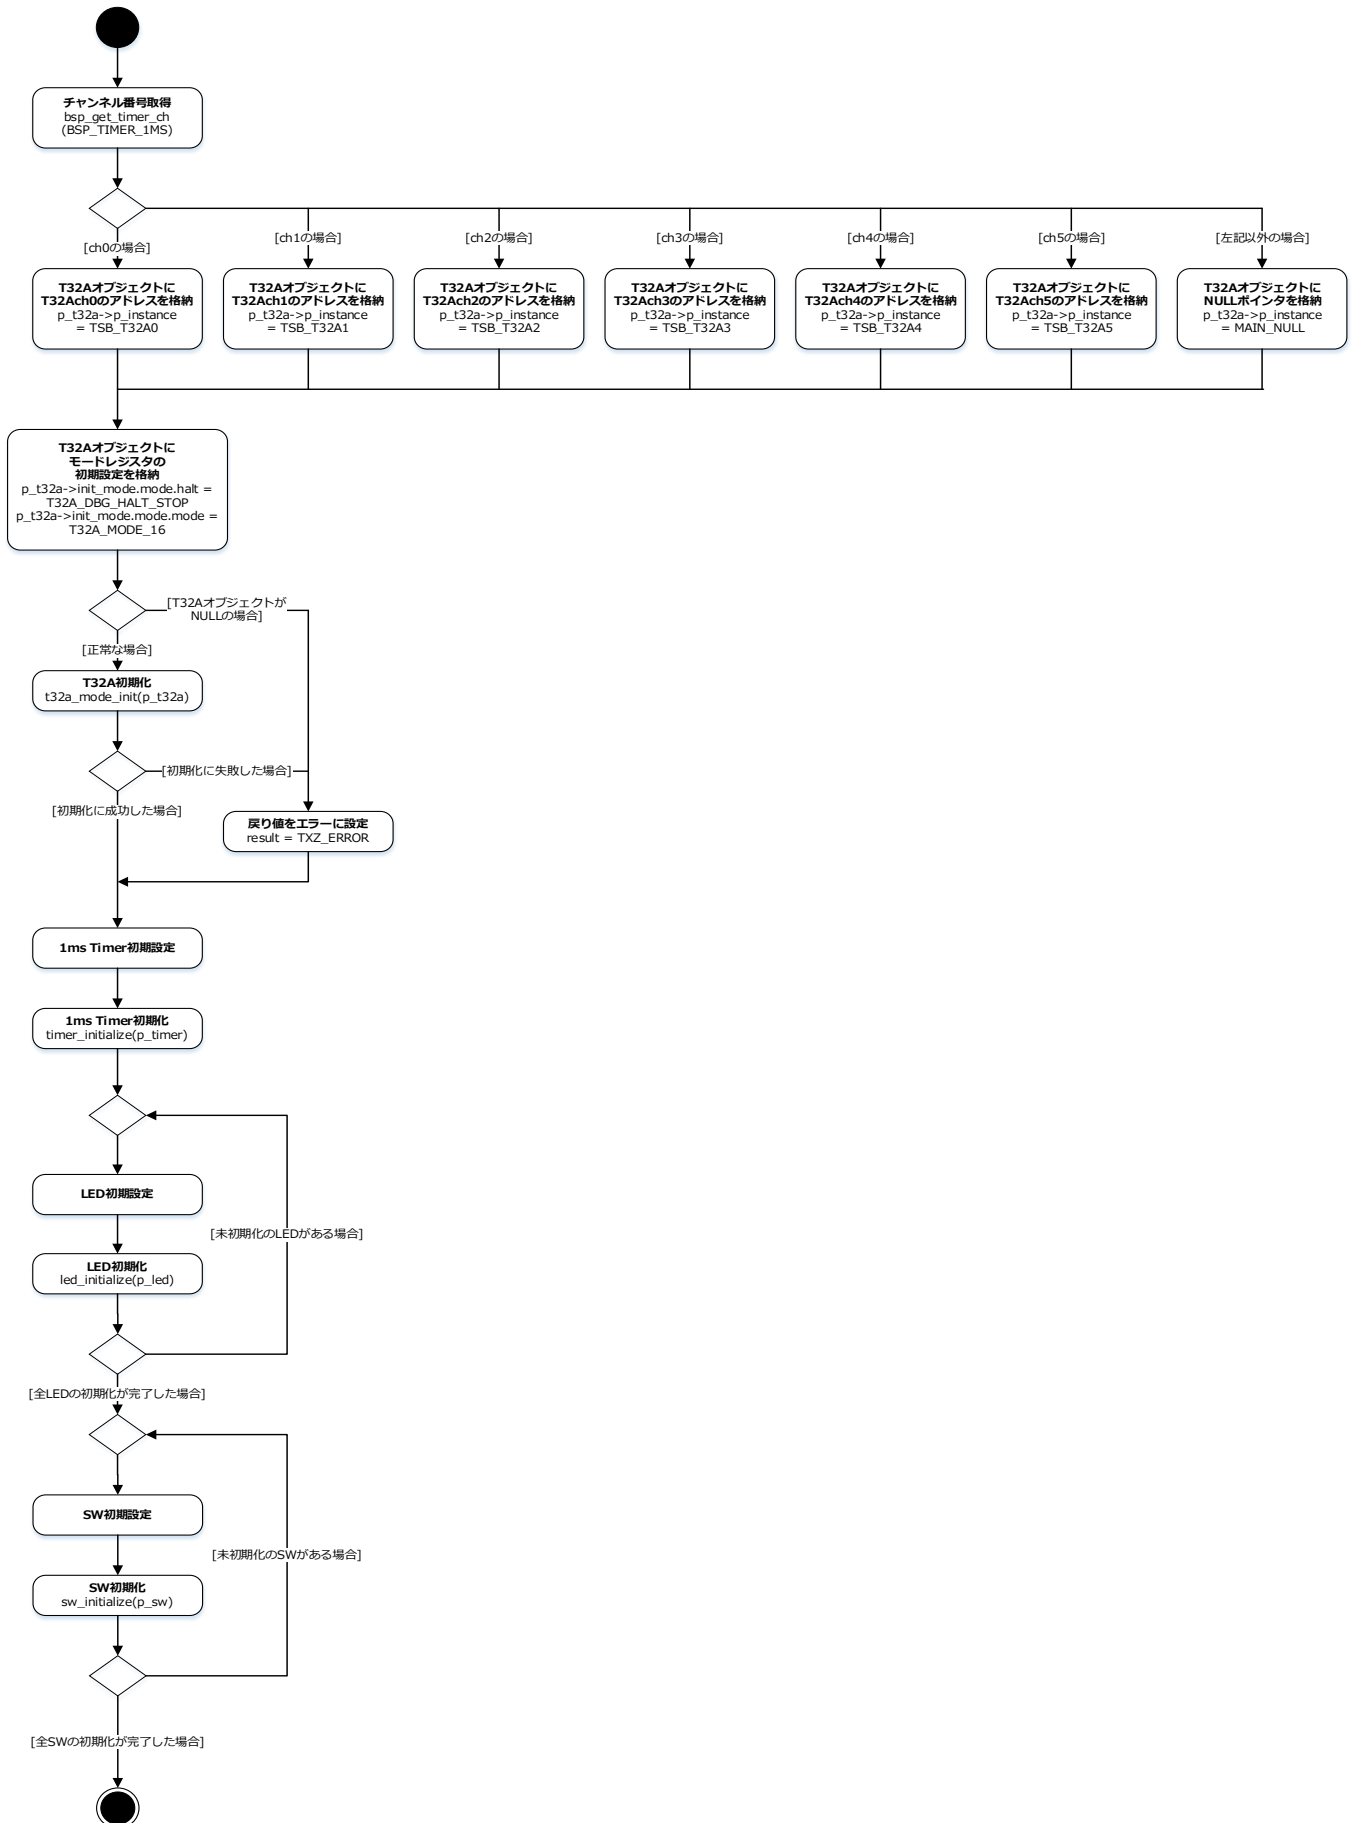 チャンネル番号取得
bsp_get_timer_ch
(BSP_TIMER_1MS)
[ch0の場合]
[ch1の場合]
[ch2の場合]
[ch3の場合]
[ch4の場合]
[ch5の場合]
[左記以外の場合]
T32Aオブジェクトに
T32Ach0のアドレスを格納
p_t32a->p_instance
= TSB_T32A0
T32Aオブジェクトに
T32Ach1のアドレスを格納
p_t32a->p_instance
= TSB_T32A1
T32Aオブジェクトに
T32Ach2のアドレスを格納
p_t32a->p_instance
= TSB_T32A2
T32Aオブジェクトに
T32Ach3のアドレスを格納
p_t32a->p_instance
= TSB_T32A3
T32Aオブジェクトに
T32Ach4のアドレスを格納
p_t32a->p_instance
= TSB_T32A4
T32Aオブジェクトに
T32Ach5のアドレスを格納
p_t32a->p_instance
= TSB_T32A5
T32Aオブジェクトに
NULLポインタを格納
p_t32a->p_instance
= MAIN_NULL
T32Aオブジェクトに
モードレジスタの
初期設定を格納
p_t32a->init_mode.mode.halt =
T32A_DBG_HALT_STOP
p_t32a->init_mode.mode.mode =
T32A_MODE_16
[T32Aオブジェクトが
NULLの場合]
[正常な場合]
T32A初期化
t32a_mode_init(p_t32a)
[初期化に失敗した場合]
[初期化に成功した場合]
戻り値をエラーに設定
result = TXZ_ERROR
1ms Timer初期設定
1ms Timer初期化
timer_initialize(p_timer)
LED初期設定
[未初期化のLEDがある場合]
LED初期化
led_initialize(p_led)
[全LEDの初期化が完了した場合]
SW初期設定
[未初期化のSWがある場合]
SW初期化
sw_initialize(p_sw)
[全SWの初期化が完了した場合]